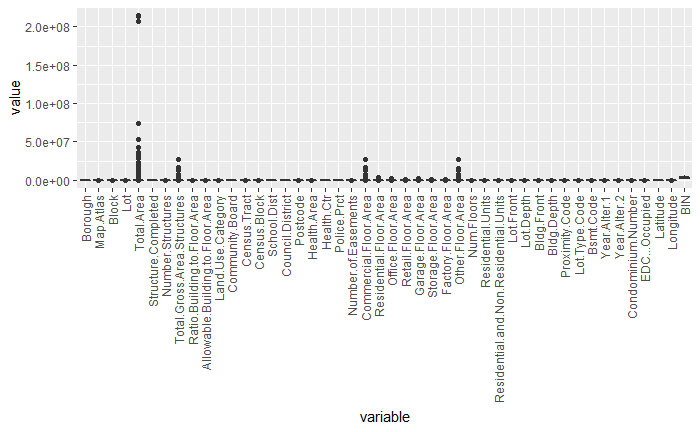 2.0e+08
1.5e+08
1.0e+08
5.0e+07
0.0e+00
value
Borough
Map.Atlas
Block
Lot
Total.Area
Structure.Completed
Number.Structures
Total.Gross.Area.Structures
Ratio.Building.to.Floor.Area
Allowable.Building.to.Floor.Area
Land.Use.Category
Community.Board
Census.Tract
Census.Block
School.Dist
Council.District
Postcode
Health.Area
Health.Ctr
Police.Prct
Number.of.Easements
Commercial.Floor.Area
Residential.Floor.Area
Office.Floor.Area
Retail.Floor.Area
Garage.Floor.Area
Storage.Floor.Area
Factory.Floor.Area
Other.Floor.Area
Num.Floors
Residential.Units
Residential.and.Non.Residential.Units
Lot.Front
Lot.Depth
Bldg.Front
Bldg.Depth
Proximity.Code
Lot.Type.Code
Bsmt.Code
Year.Alter.1
Year.Alter.2
Condominium.Number
EDC...Occupied
Latitude
Longitude
BIN
variable